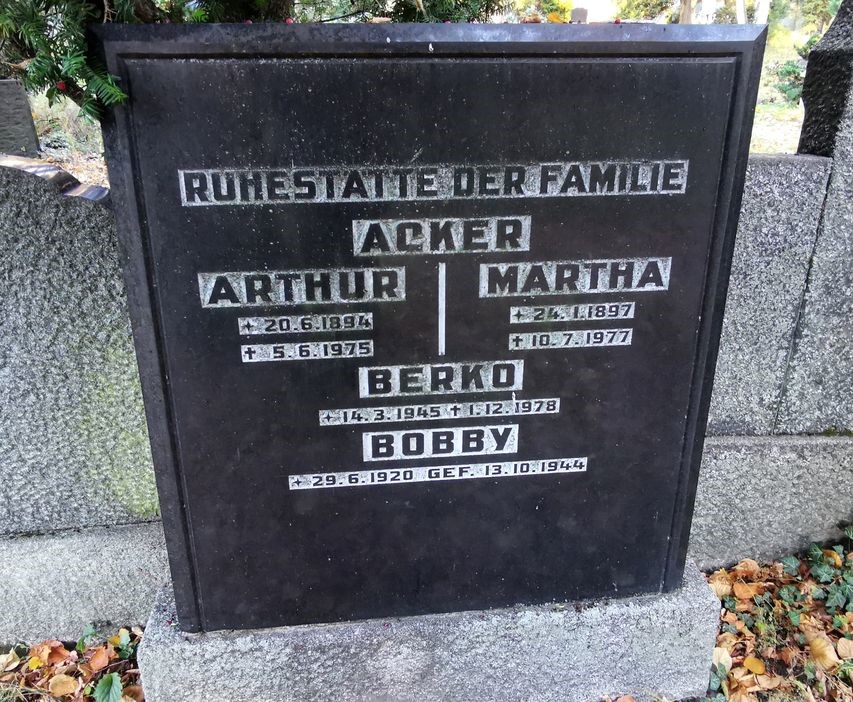 RUHESTATTE DER FAMILIE
ACKER
ARTHUR MARTHA
+ 20.6.1894 + 24.1.1897
† 5.6.1975 † 10.7.1977
BERKO
+ 14.3.1945 † 1.12.1978
BOBBY
+ 29.6.1920 GEF. 13.10.1944